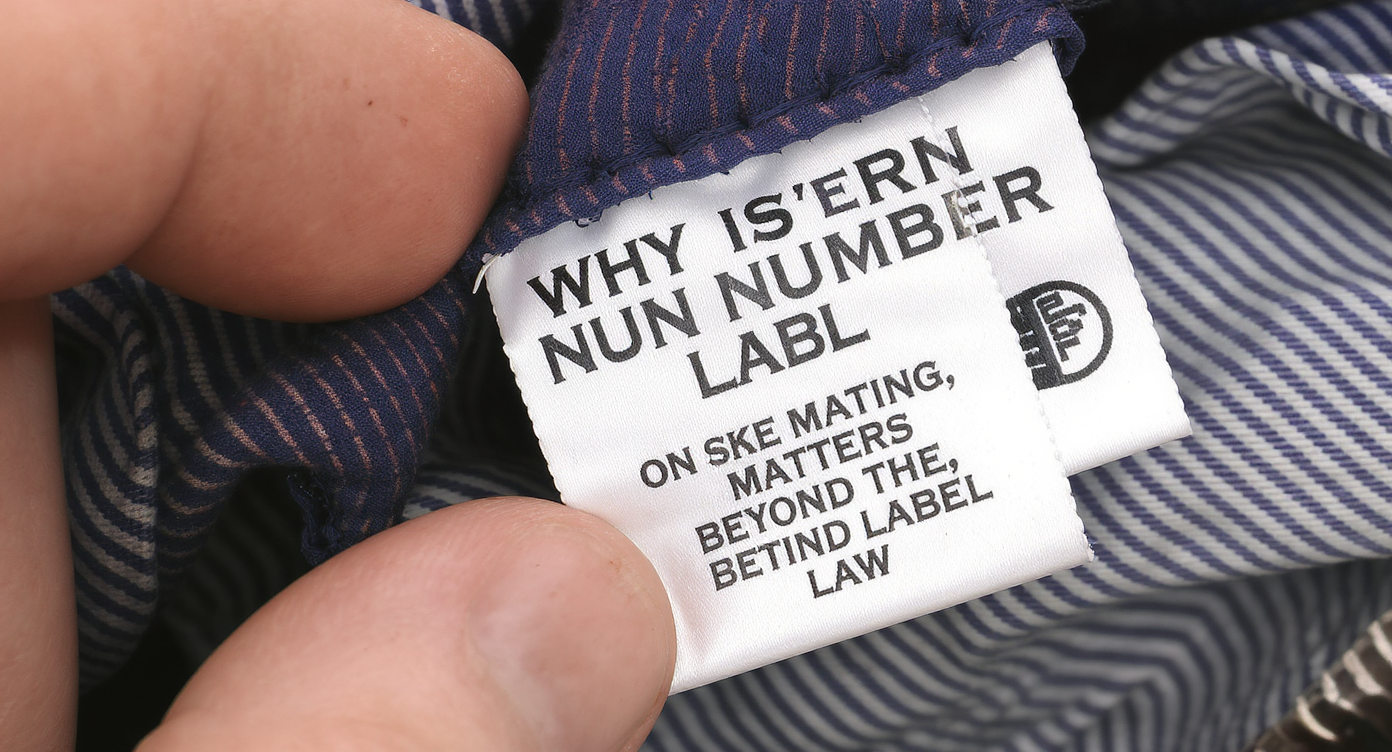 WHY IS'ERN
NUN NUMBER
LABL
ON SKE MATING,
MATTERS
BEYOND THE,
BETIND LABEL
LAW